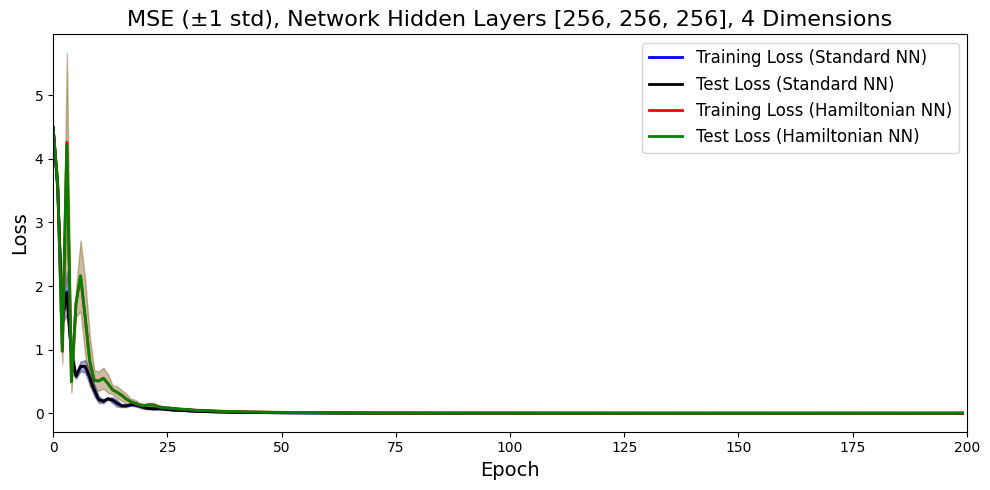 MSE (±1 std), Network Hidden Layers [256, 256, 256], 4 Dimensions
Training Loss (Standard NN)
Test Loss (Standard NN)
Training Loss (Hamiltonian NN)
Test Loss (Hamiltonian NN)
Loss
5
4
3
2
1
0
0 25 50 75 100 125 150 175 200
Epoch